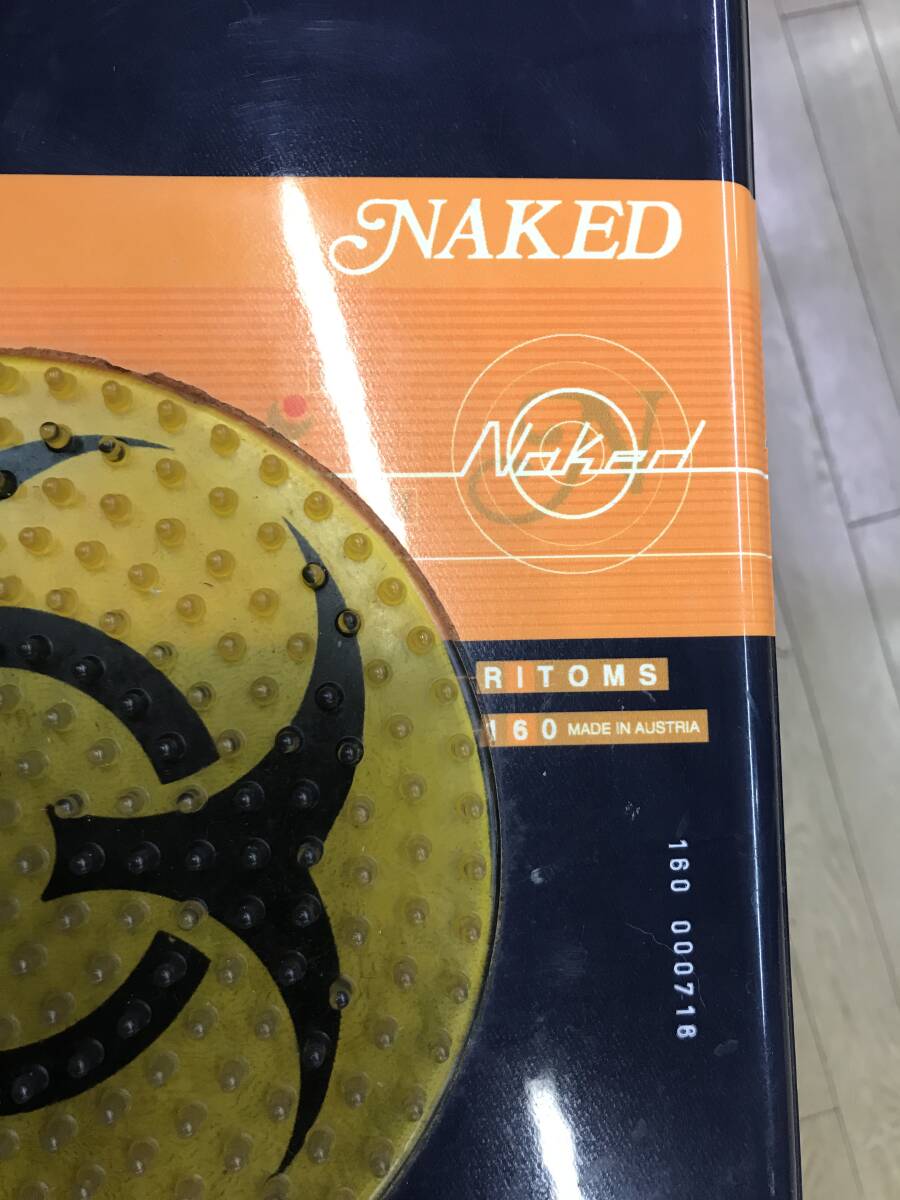 NAKED
Naked
N
RITOMS
160 MADE IN AUSTRIA
160 000718